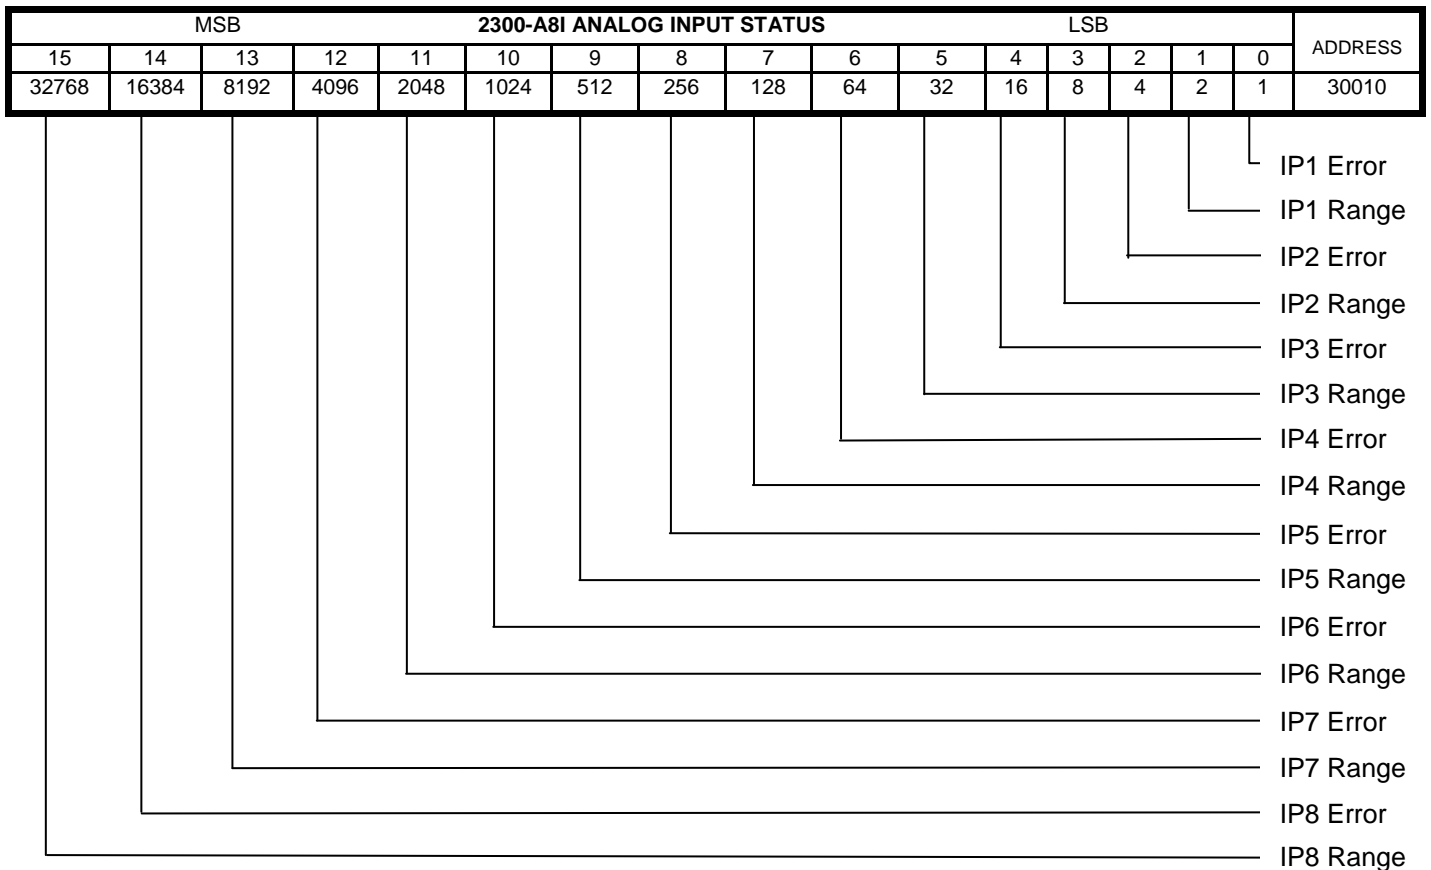 MSB 2300-A8I ANALOG INPUT STATUS LSB ADDRESS
15 14 13 12 11 10 9 8 7 6 5 4 3 2 1 0
32768 16384 8192 4096 2048 1024 512 256 128 64 32 16 8 4 2 1 30010
IP1 Error
IP1 Range
IP2 Error
IP2 Range
IP3 Error
IP3 Range
IP4 Error
IP4 Range
IP5 Error
IP5 Range
IP6 Error
IP6 Range
IP7 Error
IP7 Range
IP8 Error
IP8 Range